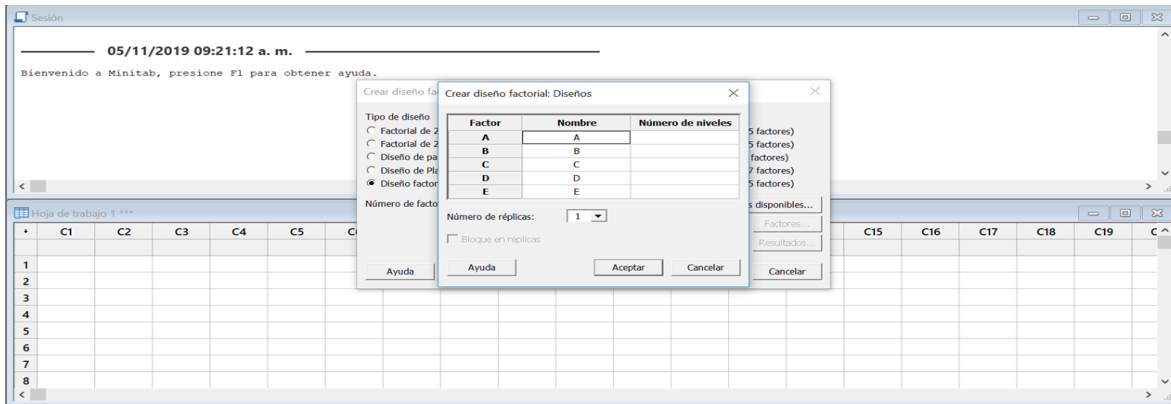 Sesión
05/11/2019 09:21:12 a. m.
Bienvenido a Minitab, presione F1 para obtener ayuda.
Crear diseño fa
Tipo de diseño
Factorial de 2
Factorial de 2
Diseño de pa
Diseño de Pla
Diseño factor
Número de facto
5 factores)
5 factores)
factores)
7 factores)
5 factores)
s disponibles...
Factores...
Resultados...
Ayuda
Cancelar
Crear diseño factorial: Diseños
Factor Nombre Número de niveles
A A
B B
C C
D D
E E
Número de réplicas: 1
Bloque en réplicas
Ayuda Aceptar Cancelar
Hoja de trabajo 1 ***
C1 C2 C3 C4 C5 C C15 C16 C17 C18 C19 C
1
2
3
4
5
6
7
8